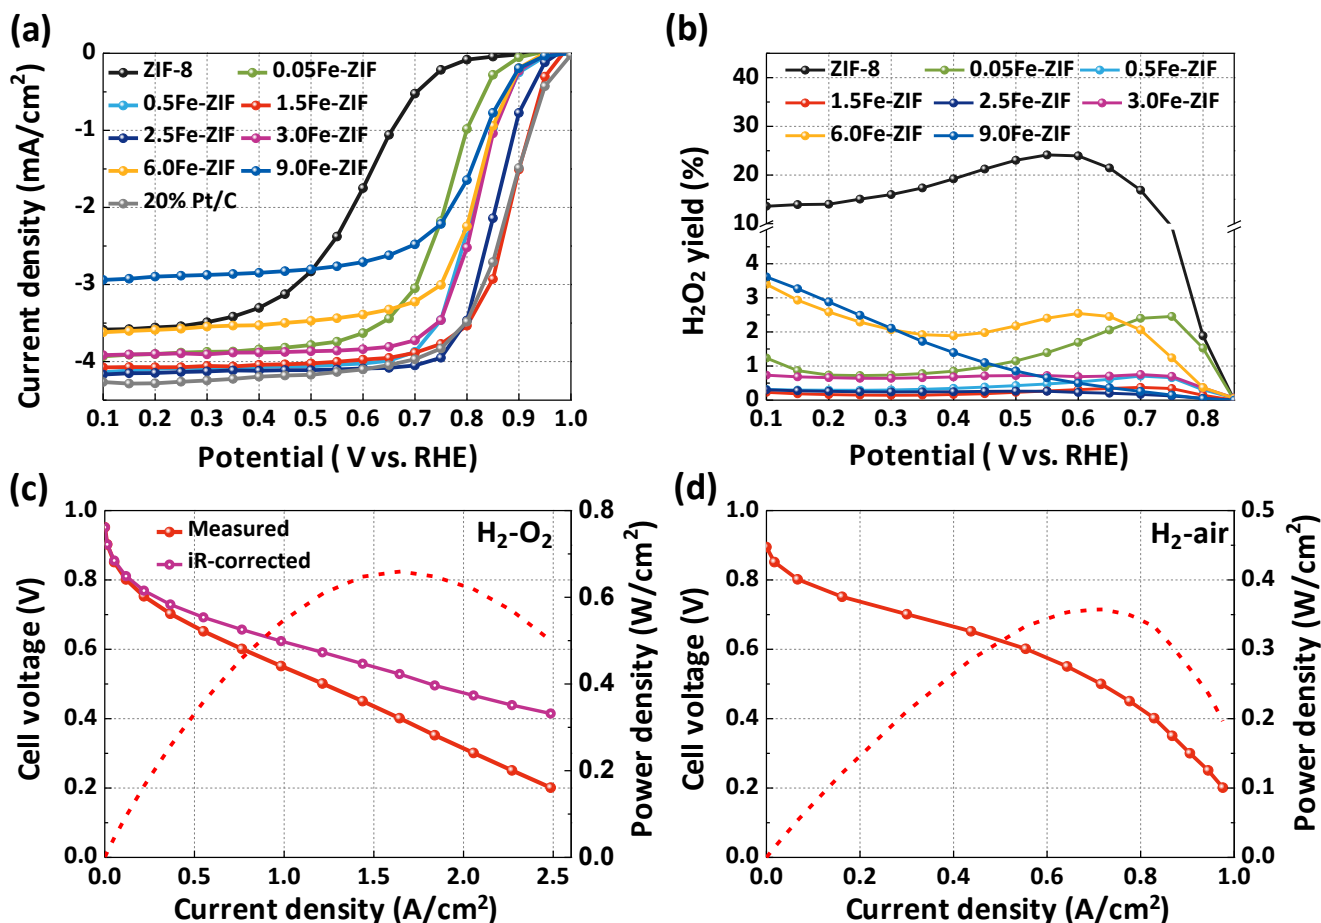 (a)
0
-1
-2
-3
-4
Current density (mA/cm²)
ZIF-8 0.05Fe-ZIF
0.5Fe-ZIF 1.5Fe-ZIF
2.5Fe-ZIF 3.0Fe-ZIF
6.0Fe-ZIF 9.0Fe-ZIF
20% Pt/C
0.1 0.2 0.3 0.4 0.5 0.6 0.7 0.8 0.9 1.0
Potential ( V vs. RHE)
(b)
40
30
20
10
4
3
2
1
0
H₂O₂ yield (%)
ZIF-8 0.05Fe-ZIF 0.5Fe-ZIF
1.5Fe-ZIF 2.5Fe-ZIF 3.0Fe-ZIF
6.0Fe-ZIF 9.0Fe-ZIF
0.1 0.2 0.3 0.4 0.5 0.6 0.7 0.8
Potential ( V vs. RHE)
(c)
1.0
0.8
0.6
0.4
0.2
0.0
Cell voltage (V)
Measured
iR-corrected
H₂-O₂
0.8
0.6
0.4
0.2
0.0
Power density (W/cm²)
0.0 0.5 1.0 1.5 2.0 2.5
Current density (A/cm²)
(d)
1.0
0.8
0.6
0.4
0.2
0.0
Cell voltage (V)
H₂-air
0.5
0.4
0.3
0.2
0.1
0.0
Power density (W/cm²)
0.0 0.2 0.4 0.6 0.8 1.0
Current density (A/cm²)